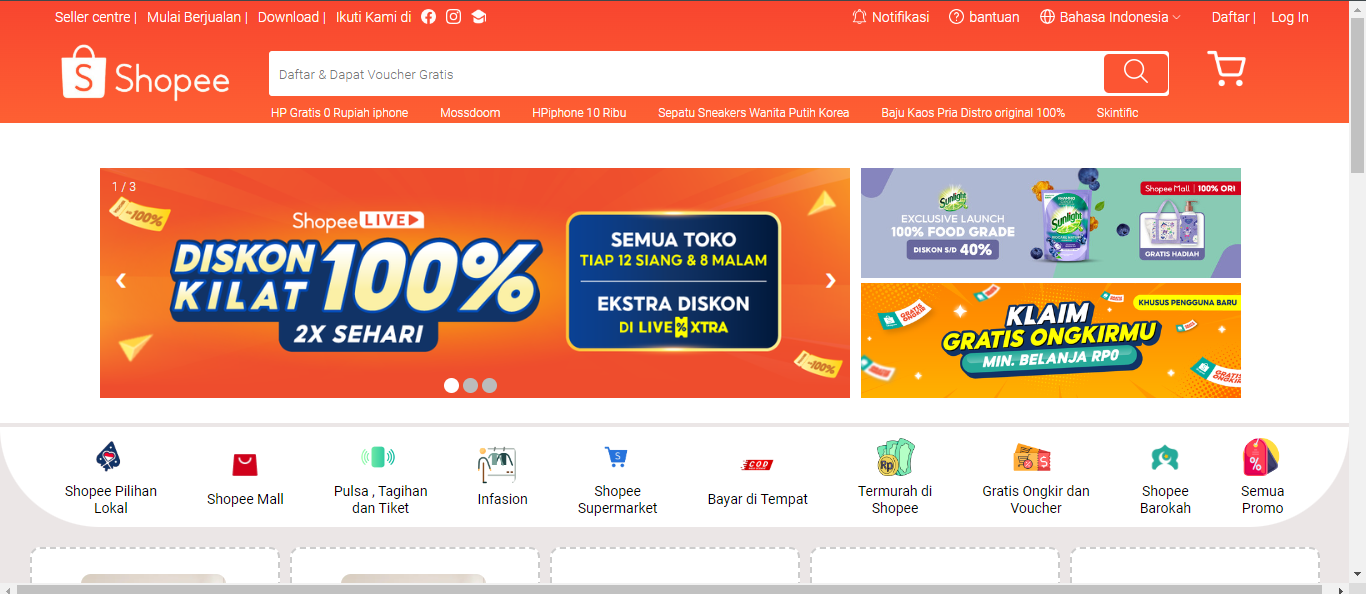 Seller centre | Mulai Berjualan | Download | Ikuti Kami di
Notifikasi bantuan Bahasa Indonesia Daftar | Log In
S Shopee
Daftar & Dapat Voucher Gratis
HP Gratis 0 Rupiah iphone Mossdoom HPiphone 10 Ribu Sepatu Sneakers Wanita Putih Korea Baju Kaos Pria Distro original 100% Skintific
1 / 3
-100%
Shopee LIVE
DISKON
KILAT 100%
2X SEHARI
SEMUA TOKO
TIAP 12 SIANG & 8 MALAM
EKSTRA DISKON
DI LIVE % XTRA
-100%
Sunlight
EXCLUSIVE LAUNCH
100% FOOD GRADE
DISKON S/D 40%
Sunlight
Shopee Mall | 100% ORI
GRATIS HADIAH
KHUSUS PENGGUNA BARU
GRATIS ONGKIR
KLAIM
GRATIS ONGKIRMU
MIN. BELANJA RP0
GRATIS
Shopee Pilihan
Lokal
Shopee Mall
Pulsa , Tagihan
dan Tiket
Infasion
S
Shopee
Supermarket
COD
Bayar di Tempat
Rp
Termurah di
Shopee
$
Gratis Ongkir dan
Voucher
Shopee
Barokah
%
Semua
Promo